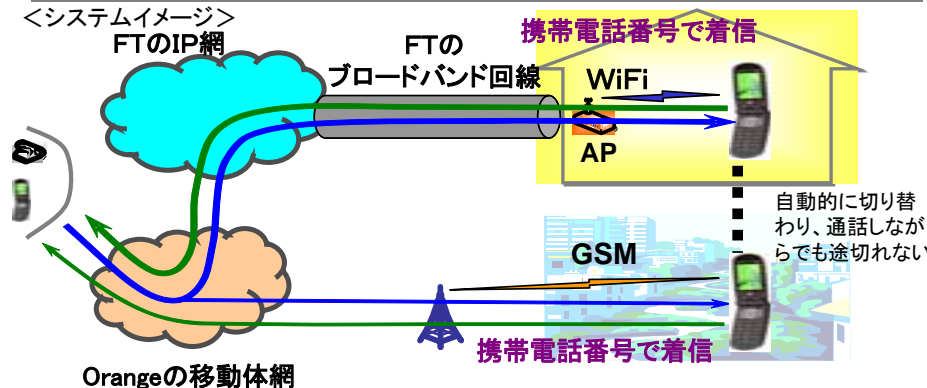 ＜システムイメージ＞
FTのIP網
FTの
ブロードバンド回線
携帯電話番号で着信
WiFi
AP
自動的に切り替
わり、通話しなが
らでも途切れない
GSM
携帯電話番号で着信
Orangeの移動体網